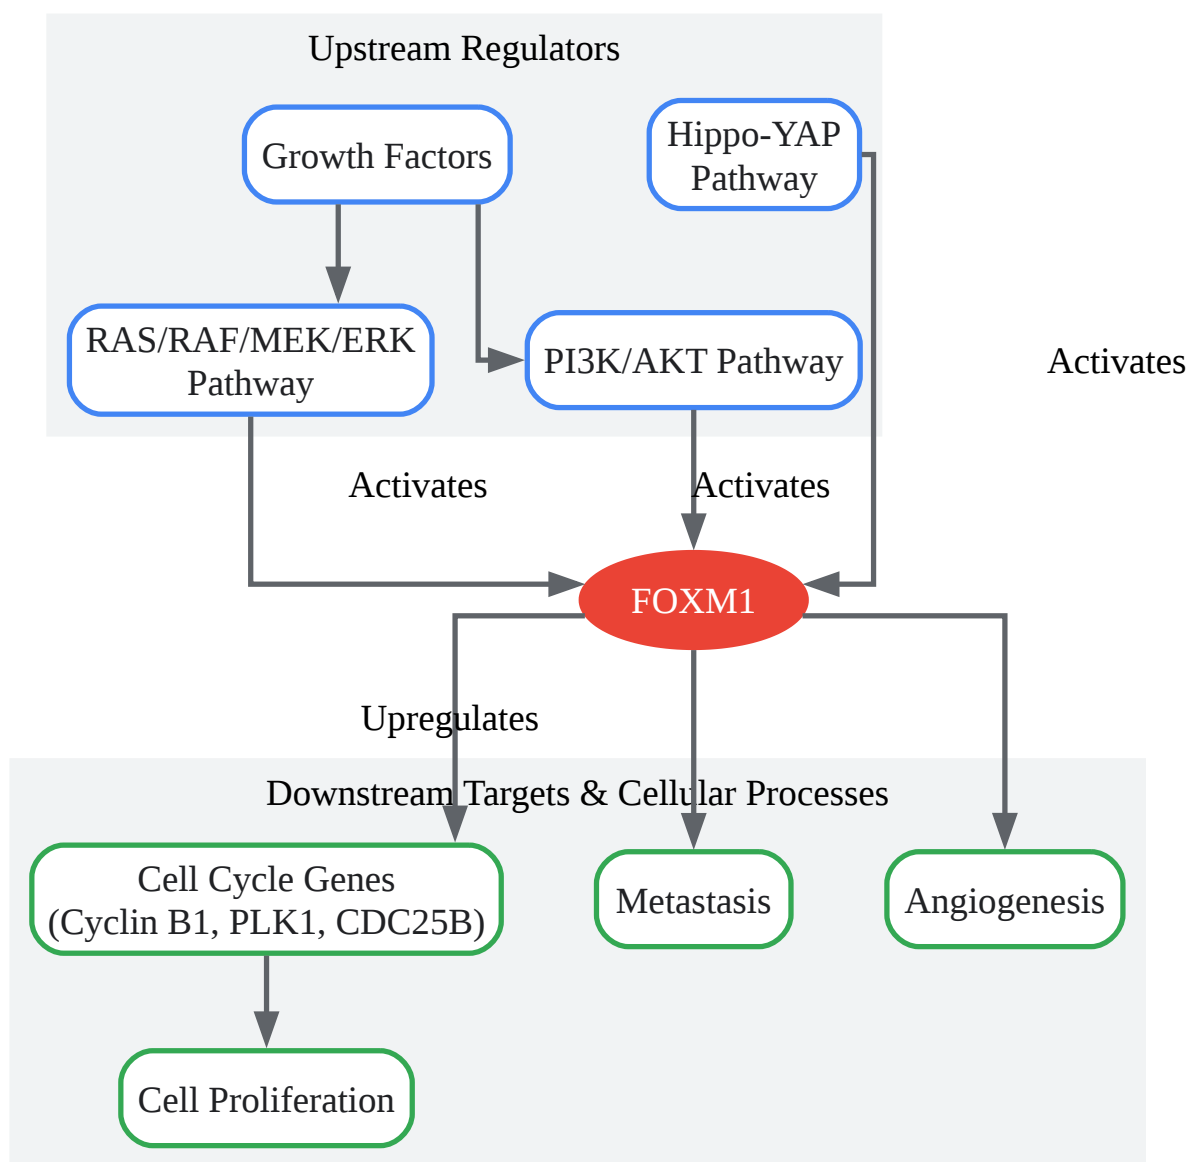 Upstream Regulators
Growth Factors
Hippo-YAP
Pathway
RAS/RAF/MEK/ERK
Pathway
PI3K/AKT Pathway
Activates
Activates
Activates
FOXM1
Upregulates
Downstream Targets & Cellular Processes
Cell Cycle Genes
(Cyclin B1, PLK1, CDC25B)
Metastasis
Angiogenesis
Cell Proliferation